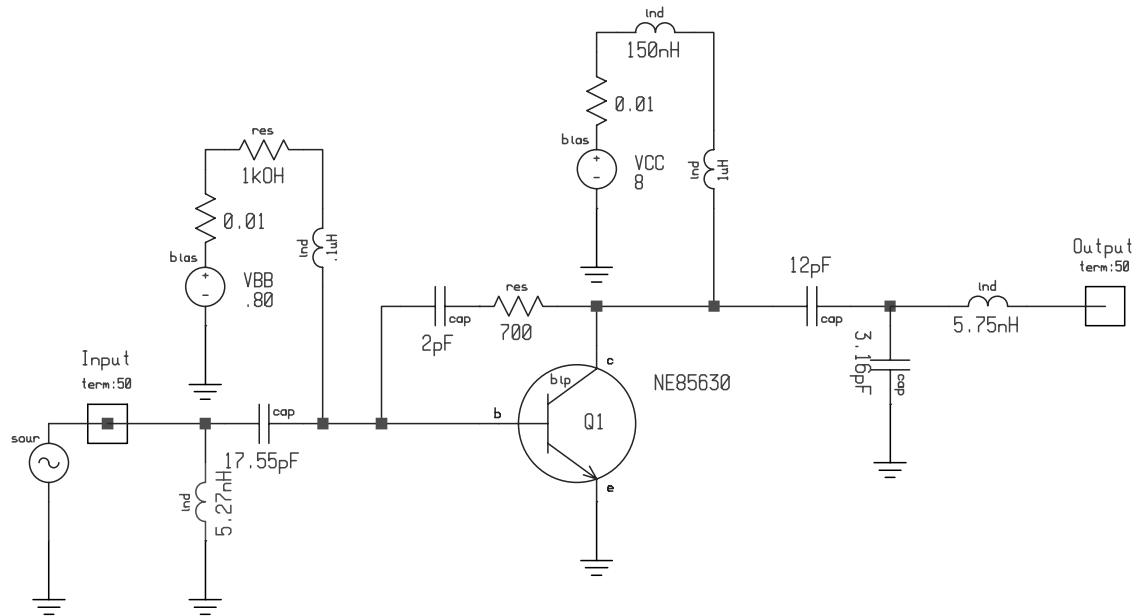 Ind
150nH
0.01
bias
VCC
8
Ind
1uH
res
1kOH
0.01
bias
VBB
.80
Ind
.1uH
cap
2pF
res
700
12pF
cap
Output
term:50
Ind
5.75nH
3.16pF
cap
Input
term:50
sour
cap
17.55pF
Ind
5.27nH
b
c
bip
Q1
e
NE85630